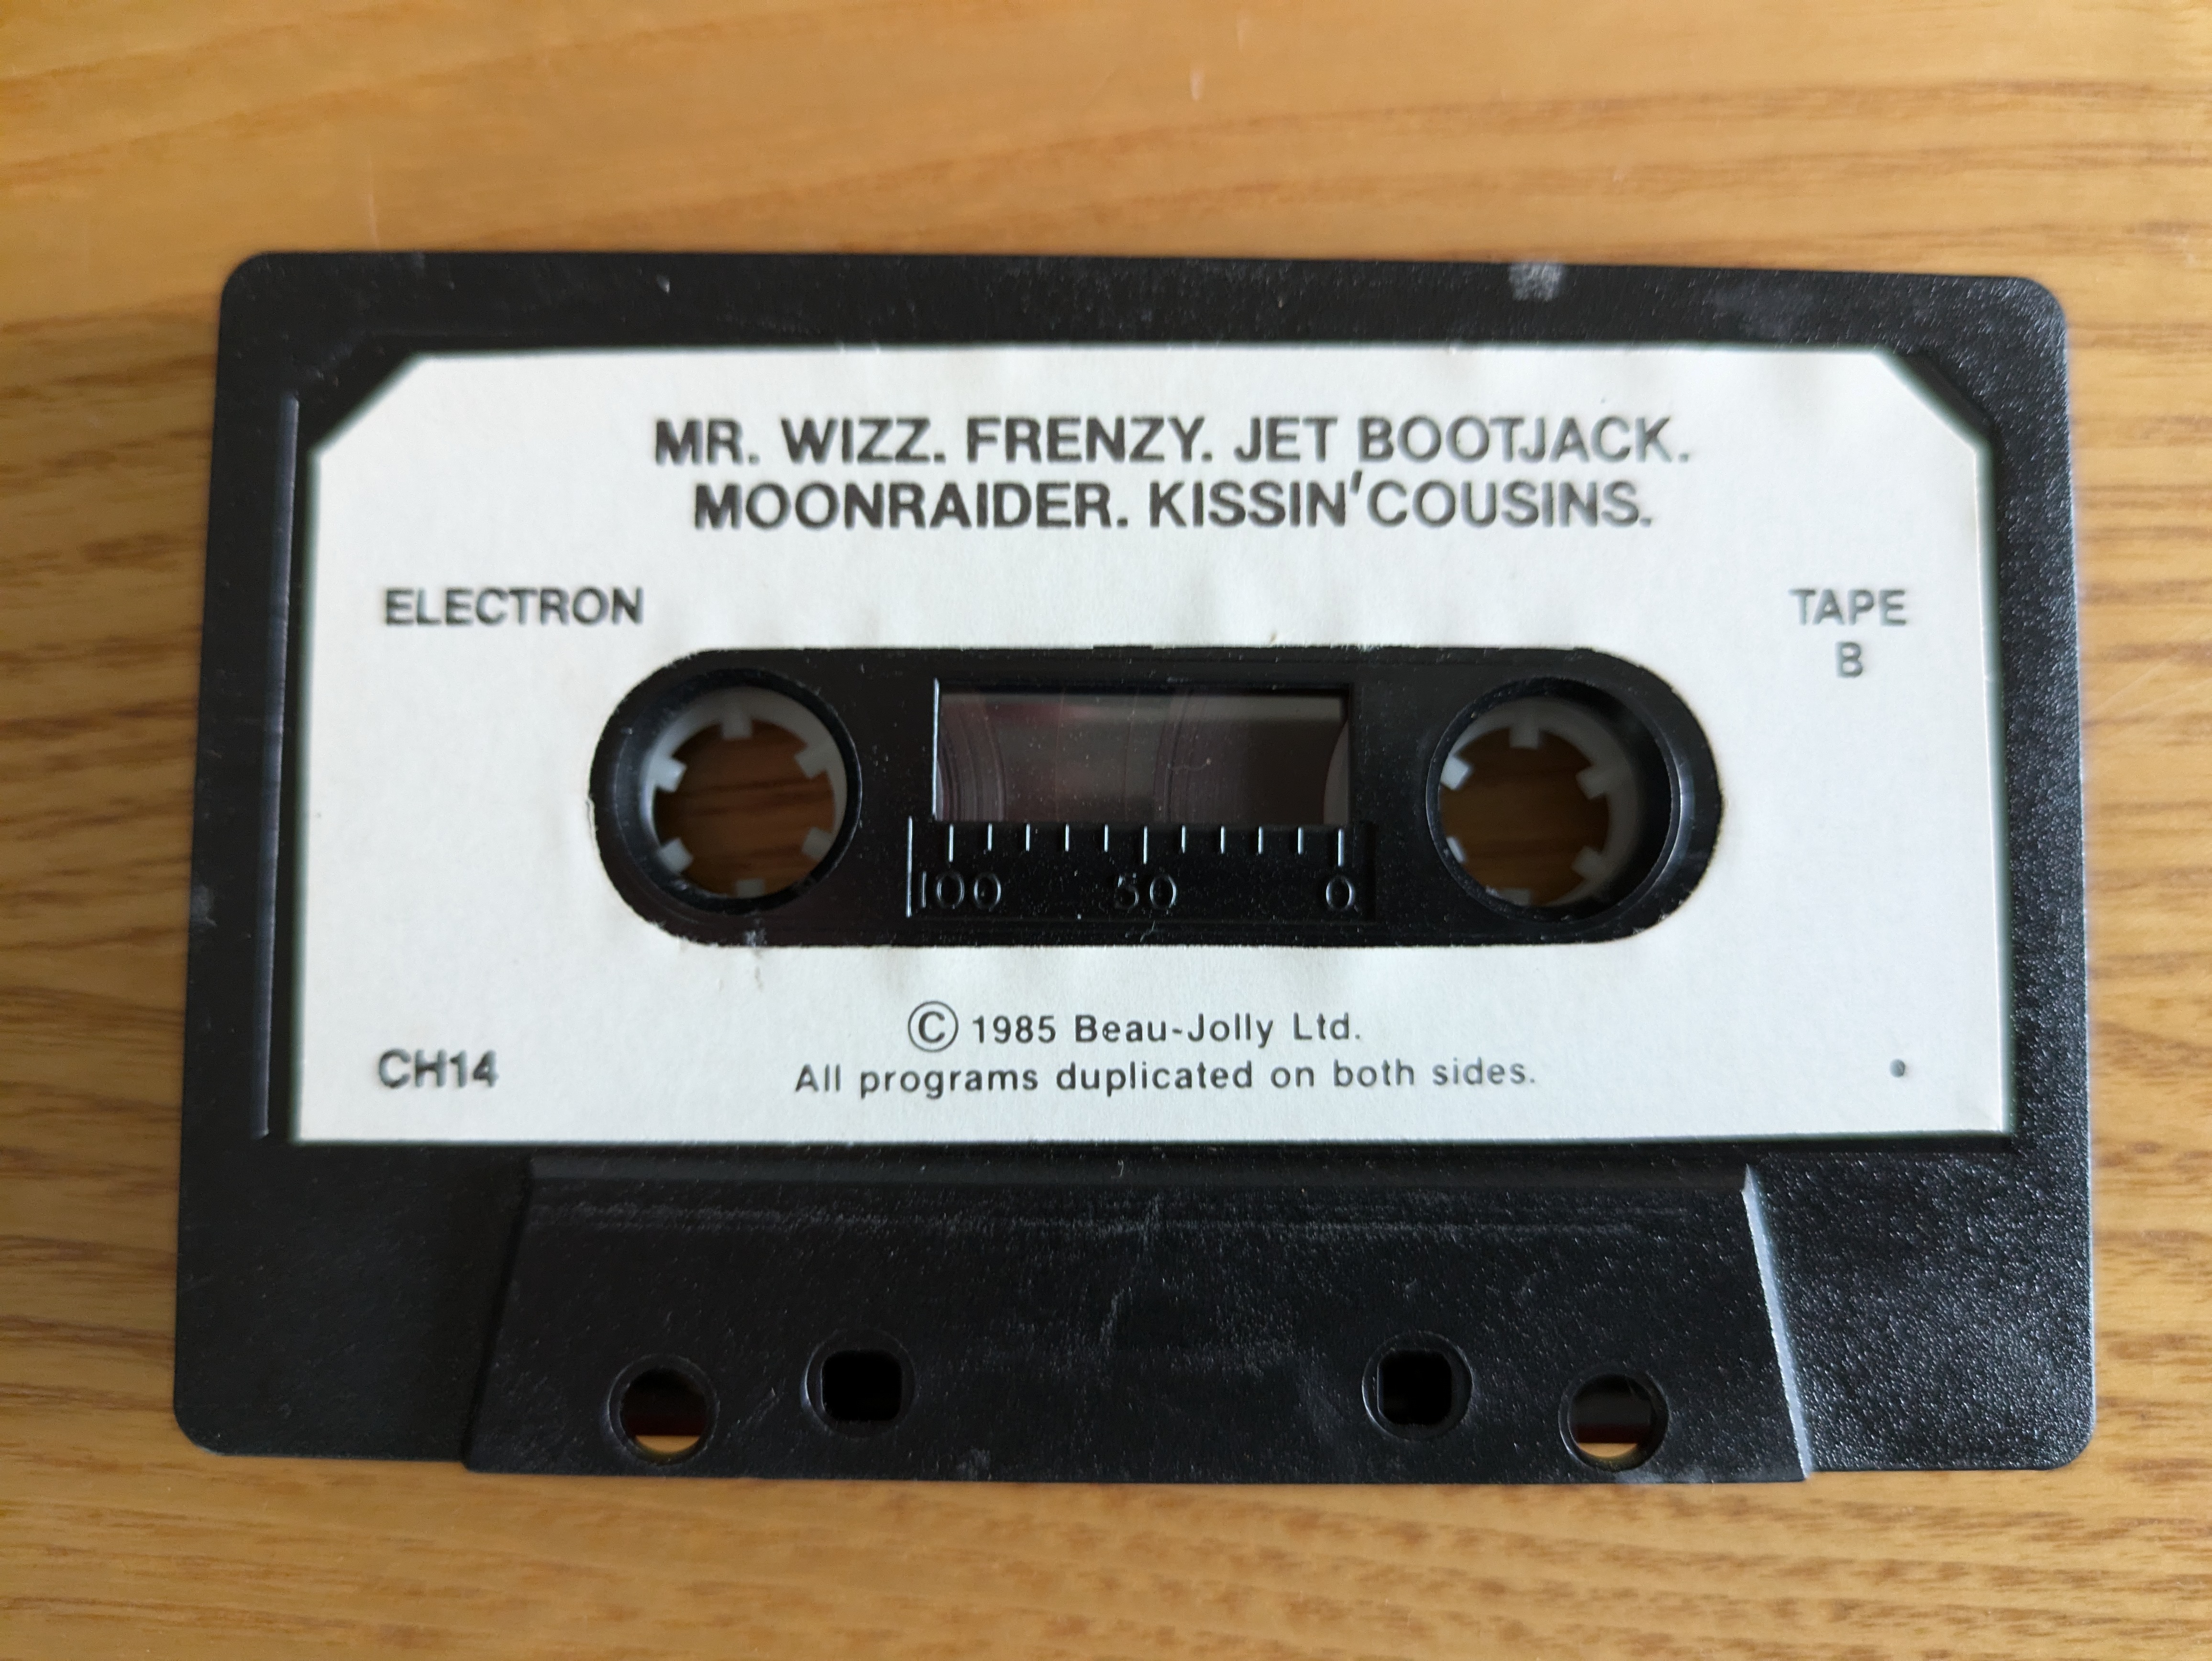 MR. WIZZ. FRENZY. JET BOOTJACK.
MOONRAIDER. KISSIN'COUSINS.
ELECTRON
TAPE
B
100 50 0
© 1985 Beau-Jolly Ltd.
CH14
All programs duplicated on both sides.